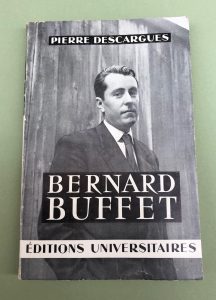 PIERRE DESCARGUES
BERNARD
BUFFET
ÉDITIONS UNIVERSITAIRES